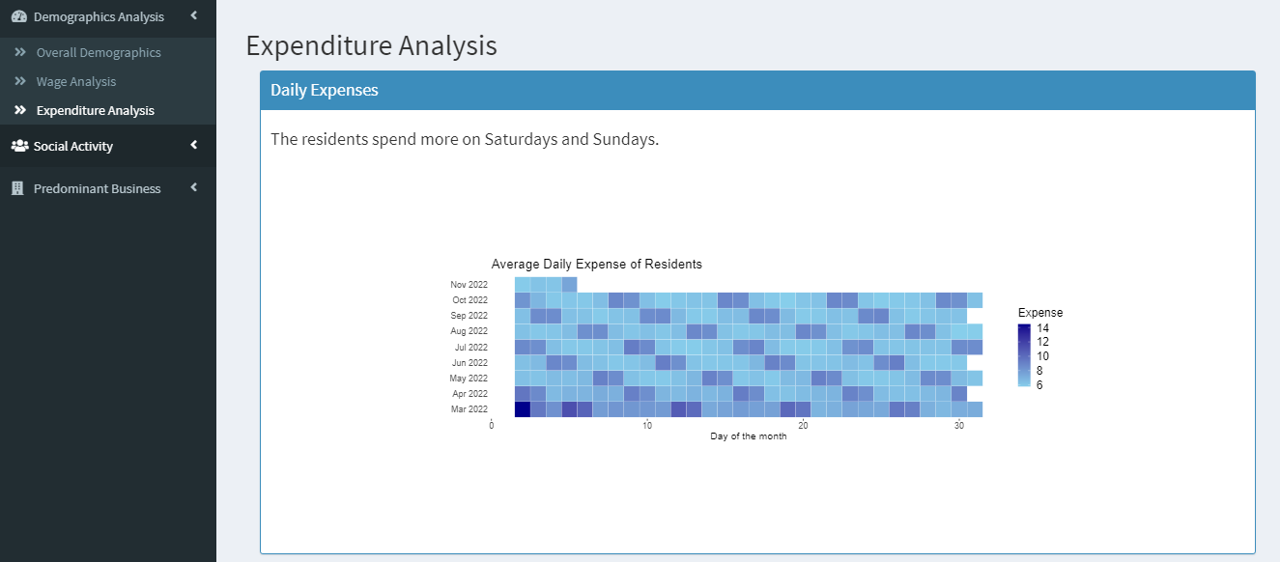 Demographics Analysis
Overall Demographics
Wage Analysis
Expenditure Analysis
Social Activity
Predominant Business
Expenditure Analysis
Daily Expenses
The residents spend more on Saturdays and Sundays.
Average Daily Expense of Residents
Nov 2022
Oct 2022
Sep 2022
Aug 2022
Jul 2022
Jun 2022
May 2022
Apr 2022
Mar 2022
0 10 20 30
Day of the month
Expense
14
12
10
8
6